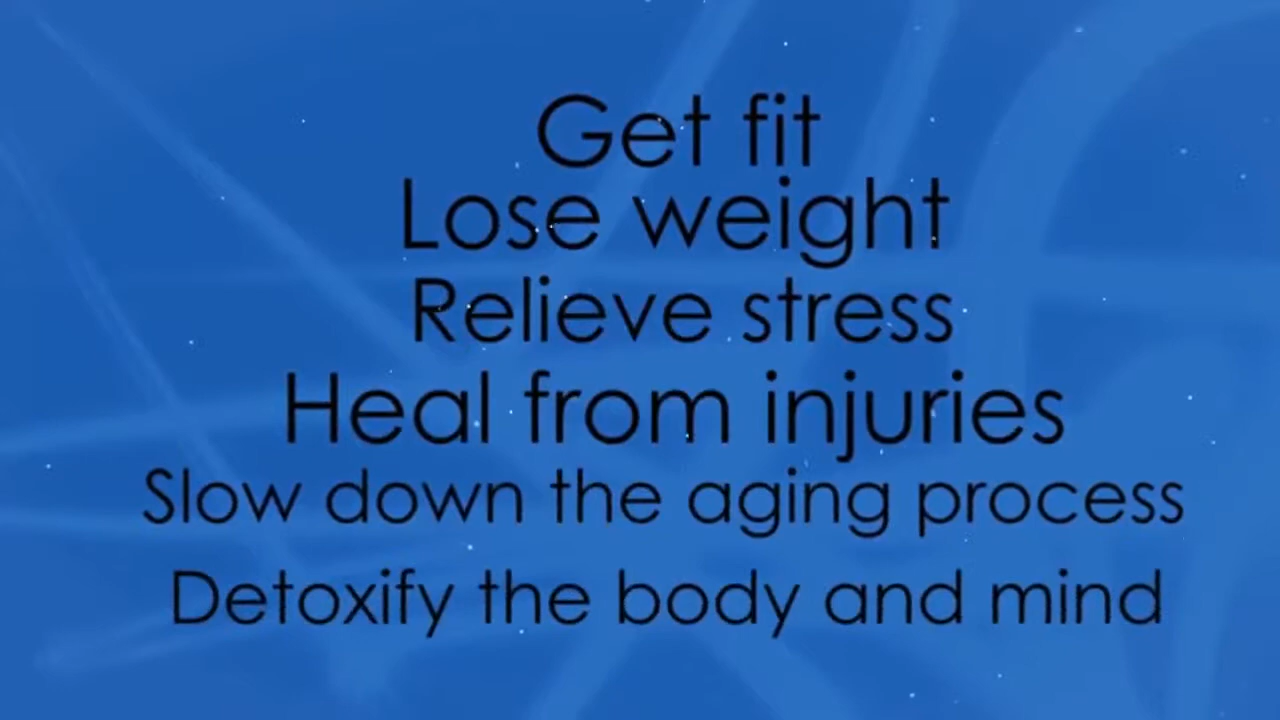 Get fit
Lose weight
Relieve stress
Heal from injuries
Slow down the aging process
Detoxify the body and mind